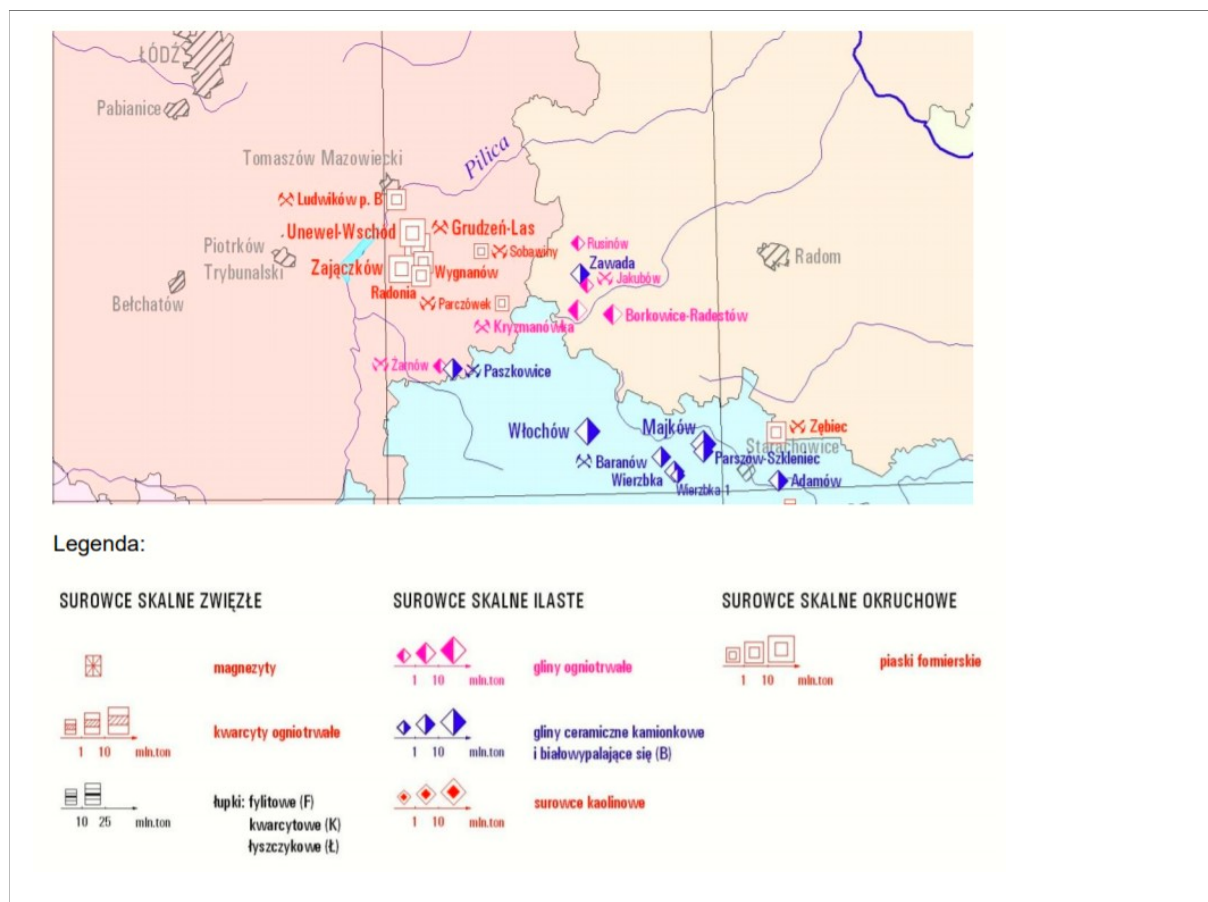 ŁÓDŹ
Pabianice
Tomaszów Mazowiecki
Pilica
Ludwików p. B
Unewel-Wschód
Grudzeń-Las
Piotrków
Trybunalski
Sobawiny
Rusinów
Zawada
Radom
Zajączków
Wygnanów
Jakubów
Bełchatów
Radonia
Parczówek
Borkowice-Radestów
Kryzmanówka
Żarnów
Paszkowice
Włochów
Majków
Zębiec
Starachowice
Baranów
Parszów-Szkleniec
Wierzbka
Wierzbka 1
Adamów
Legenda:
SUROWCE SKALNE ZWIĘZŁE
magnezyty
kwarcyty ogniotrwałe
1 10 mln.ton
łupki: fylitowe (F)
10 25 mln.ton
kwarcytowe (K)
łyszczykowe (Ł)
SUROWCE SKALNE ILASTE
gliny ogniotrwałe
1 10 mln.ton
gliny ceramiczne kamionkowe
i białowypalające się (B)
1 10 mln.ton
surowce kaolinowe
1 10 mln.ton
SUROWCE SKALNE OKRUCHOWE
piaski formierskie
1 10 mln.ton